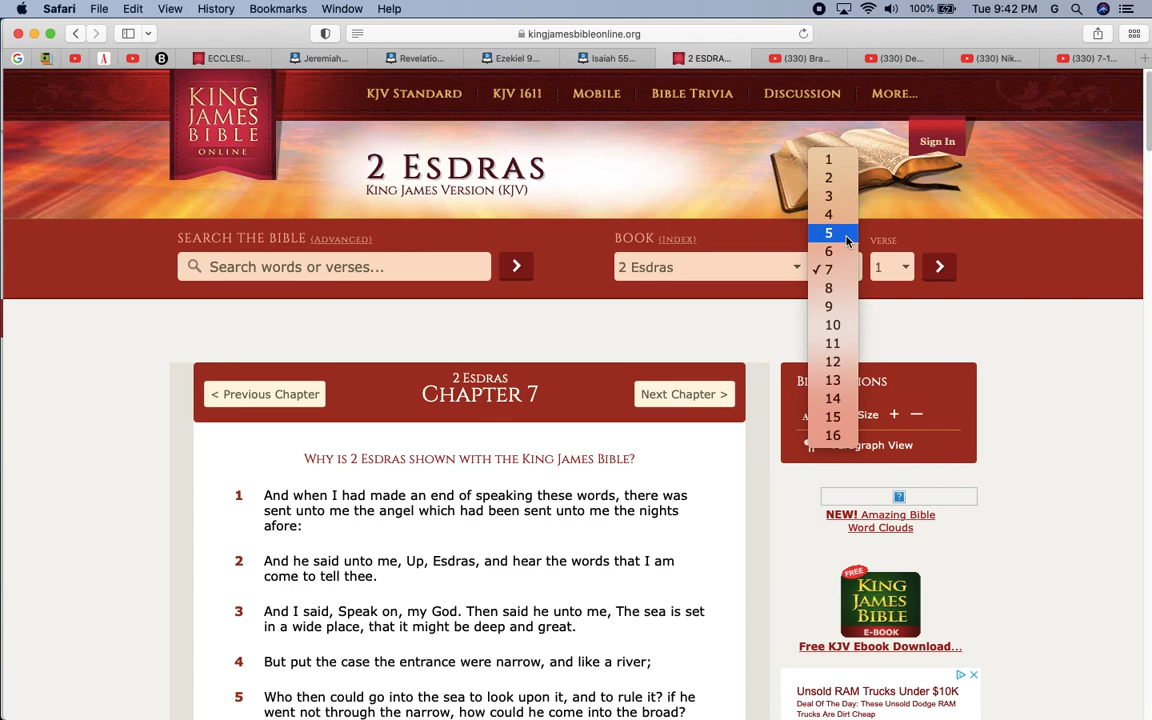 Safari File Edit View History Bookmarks Window Help 100% Tue 9:42 PM G
kingjamesbibleonline.org
G A B ECCLESI... Jeremiah... Revelatio... Ezekiel 9... Isaiah 55... 2 ESDRA... (330) Bra... (330) De... (330) Nik... (330) 7-1...
KING
JAMES
BIBLE
ONLINE
KJV STANDARD KJV 1611 MOBILE BIBLE TRIVIA DISCUSSION MORE...
Sign In
2 ESDRAS
KING JAMES VERSION (KJV)
SEARCH THE BIBLE (ADVANCED) BOOK (INDEX) VERSE
Search words or verses... 2 Esdras 1
1
2
3
4
5
6
✓ 7
8
9
10
11
12
13
14
15
16
2 ESDRAS
< Previous Chapter CHAPTER 7 Next Chapter >
Size + −
WHY IS 2 ESDRAS SHOWN WITH THE KING JAMES BIBLE?
1 And when I had made an end of speaking these words, there was
sent unto me the angel which had been sent unto me the nights
afore:
2 And he said unto me, Up, Esdras, and hear the words that I am
come to tell thee.
3 And I said, Speak on, my God. Then said he unto me, The sea is set
in a wide place, that it might be deep and great.
4 But put the case the entrance were narrow, and like a river;
5 Who then could go into the sea to look upon it, and to rule it? if he
went not through the narrow, how could he come into the broad?
NEW! Amazing Bible
Word Clouds
FREE
KING
JAMES
BIBLE
E-BOOK
Free KJV Ebook Download...
Unsold RAM Trucks Under $10K
Deal Of The Day: These Unsold Dodge RAM
Trucks Are Dirt Cheap